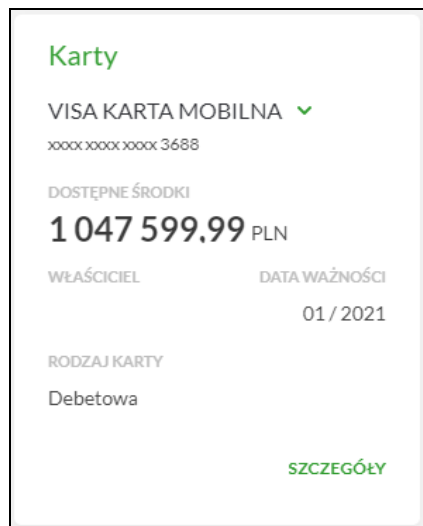 Karty
VISA KARTA MOBILNA
xxxx xxxx xxxx 3688
DOSTĘPNE ŚRODKI
1 047 599,99 PLN
WŁAŚCICIEL DATA WAŻNOŚCI
01 / 2021
RODZAJ KARTY
Debetowa
SZCZEGÓŁY